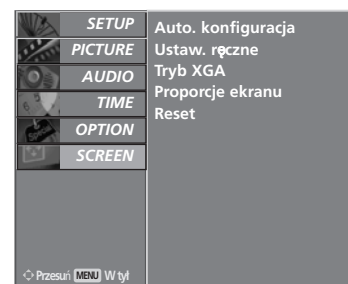 SETUP
PICTURE
AUDIO
TIME
OPTION
SCREEN
Auto. konfiguracja
Ustaw. ręczne
Tryb XGA
Proporcje ekranu
Reset
Przesuń MENU W tył